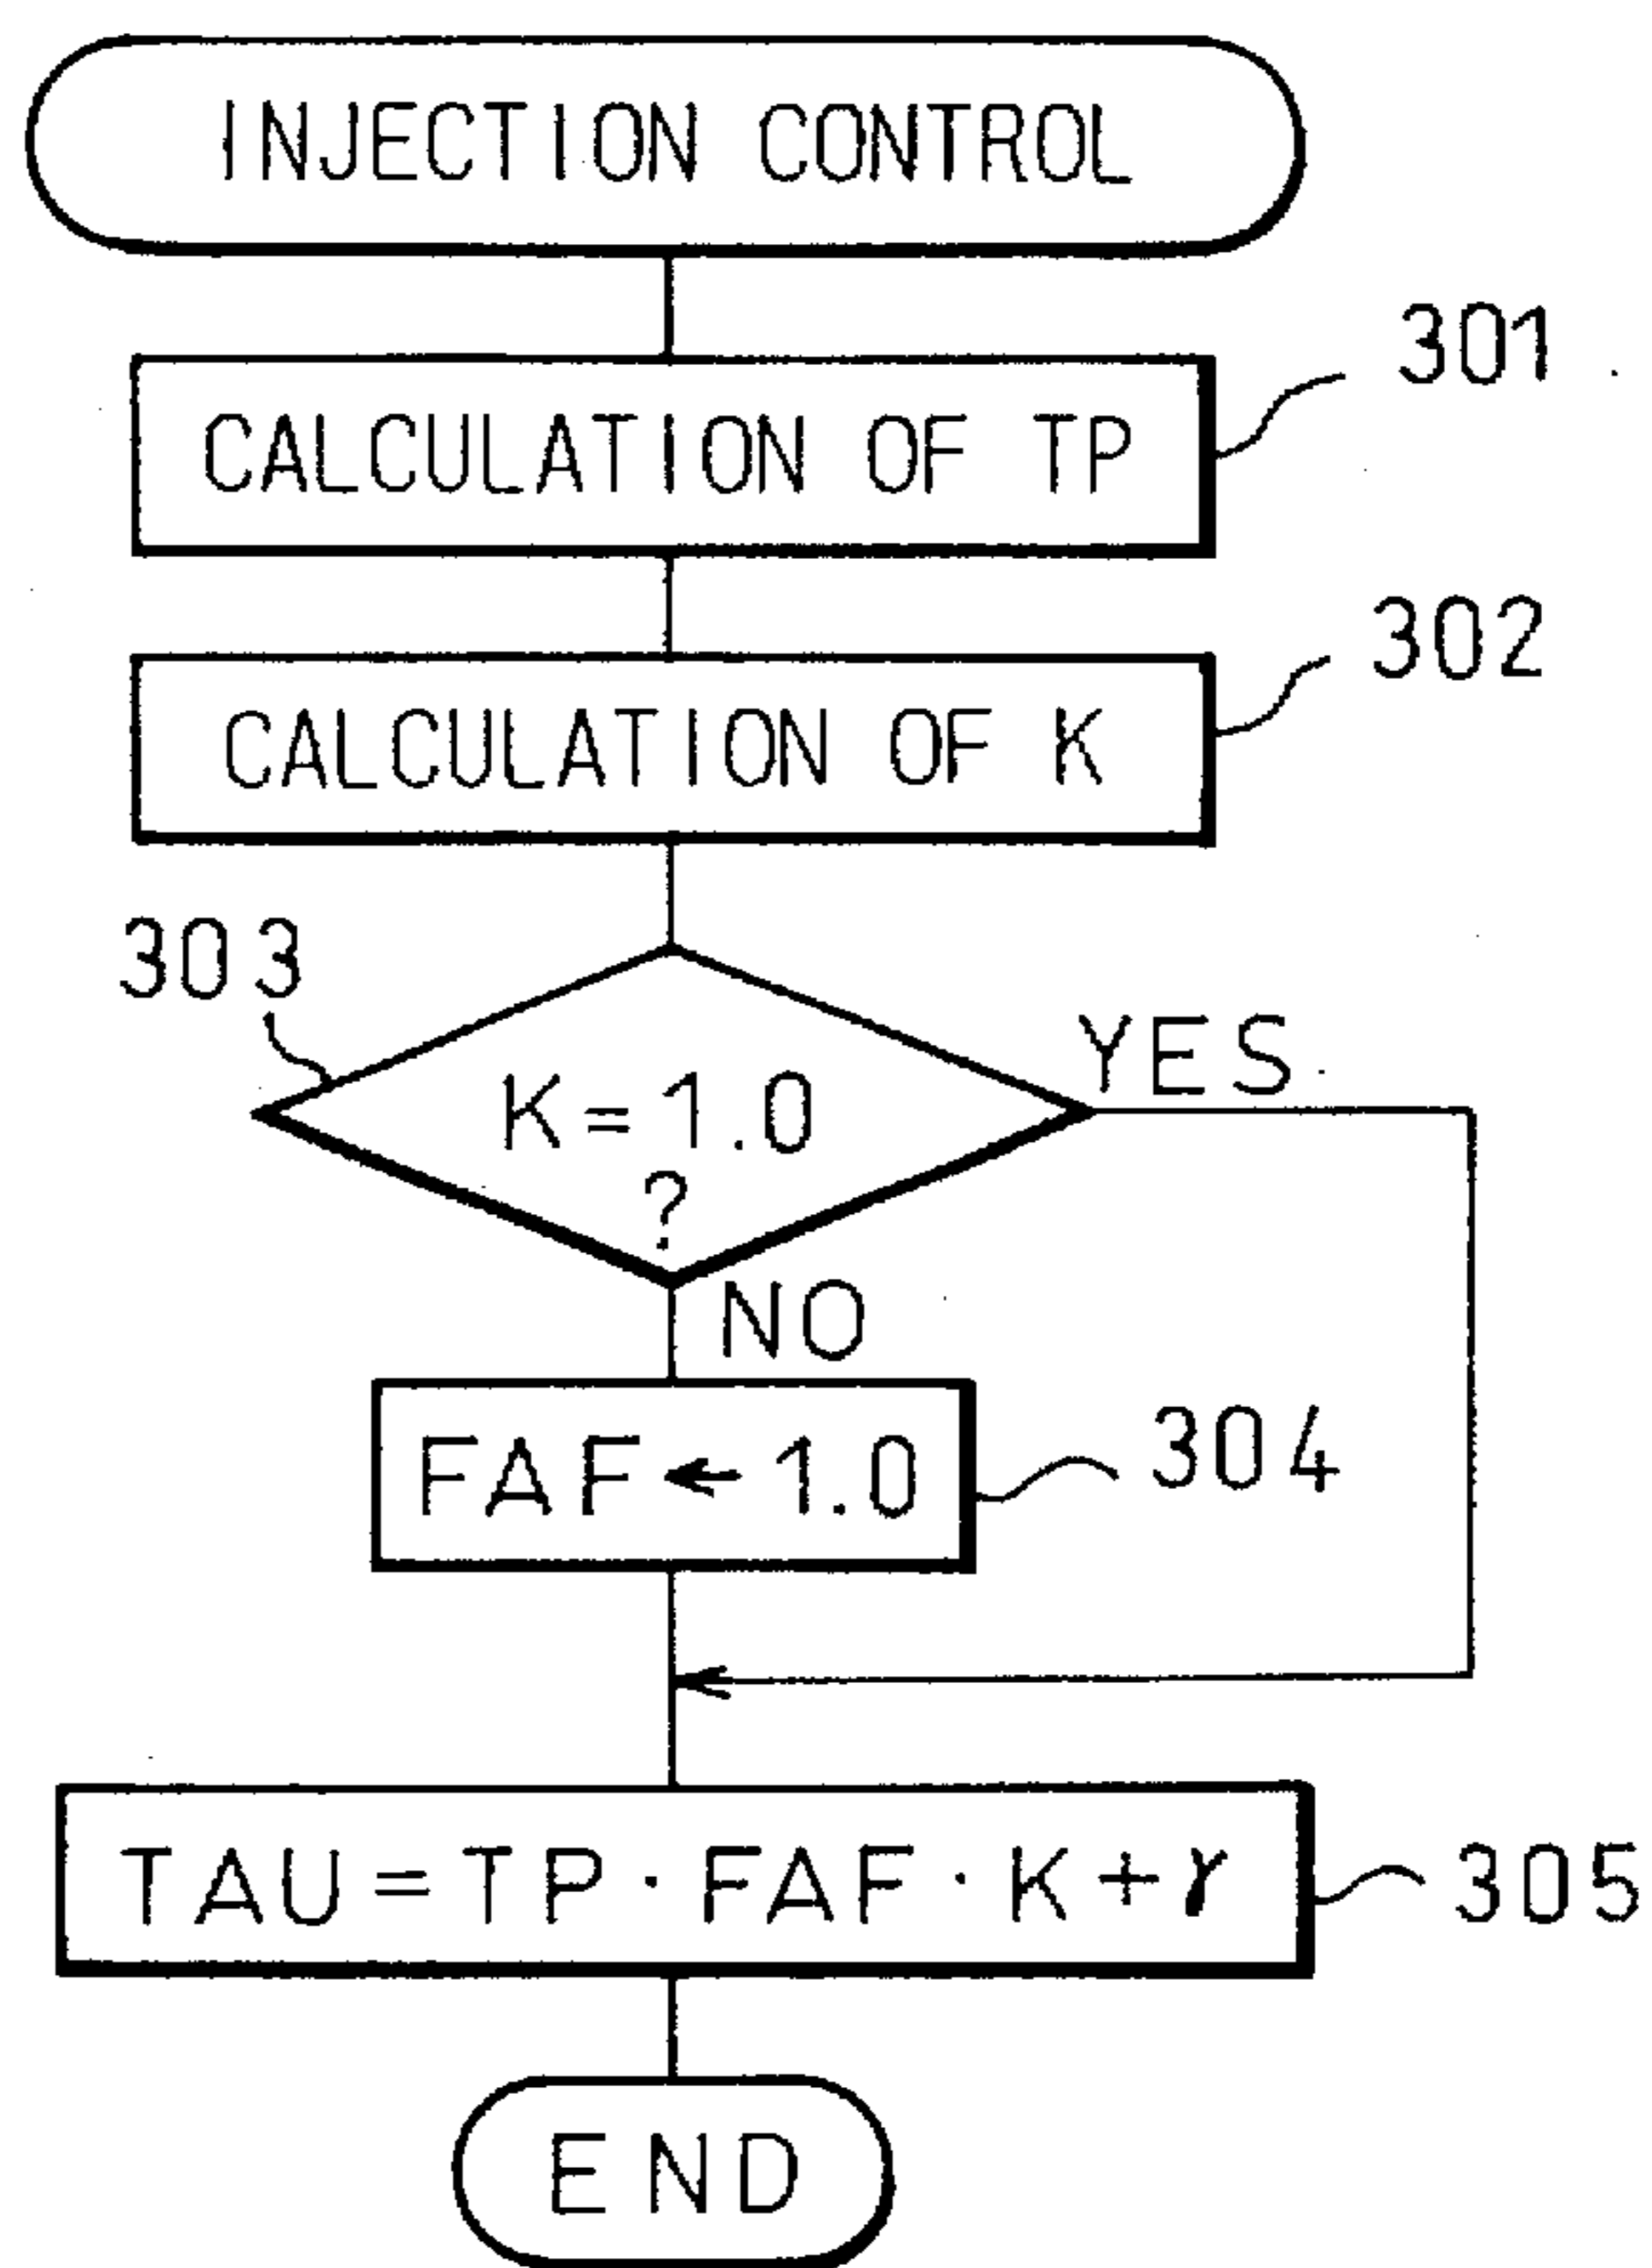 INJECTION CONTROL
301
CALCULATION OF TP
302
CALCULATION OF K
303
YES
K=1.0
?
NO
FAF←1.0
304
TAU=TP·FAF·K+γ
305
END